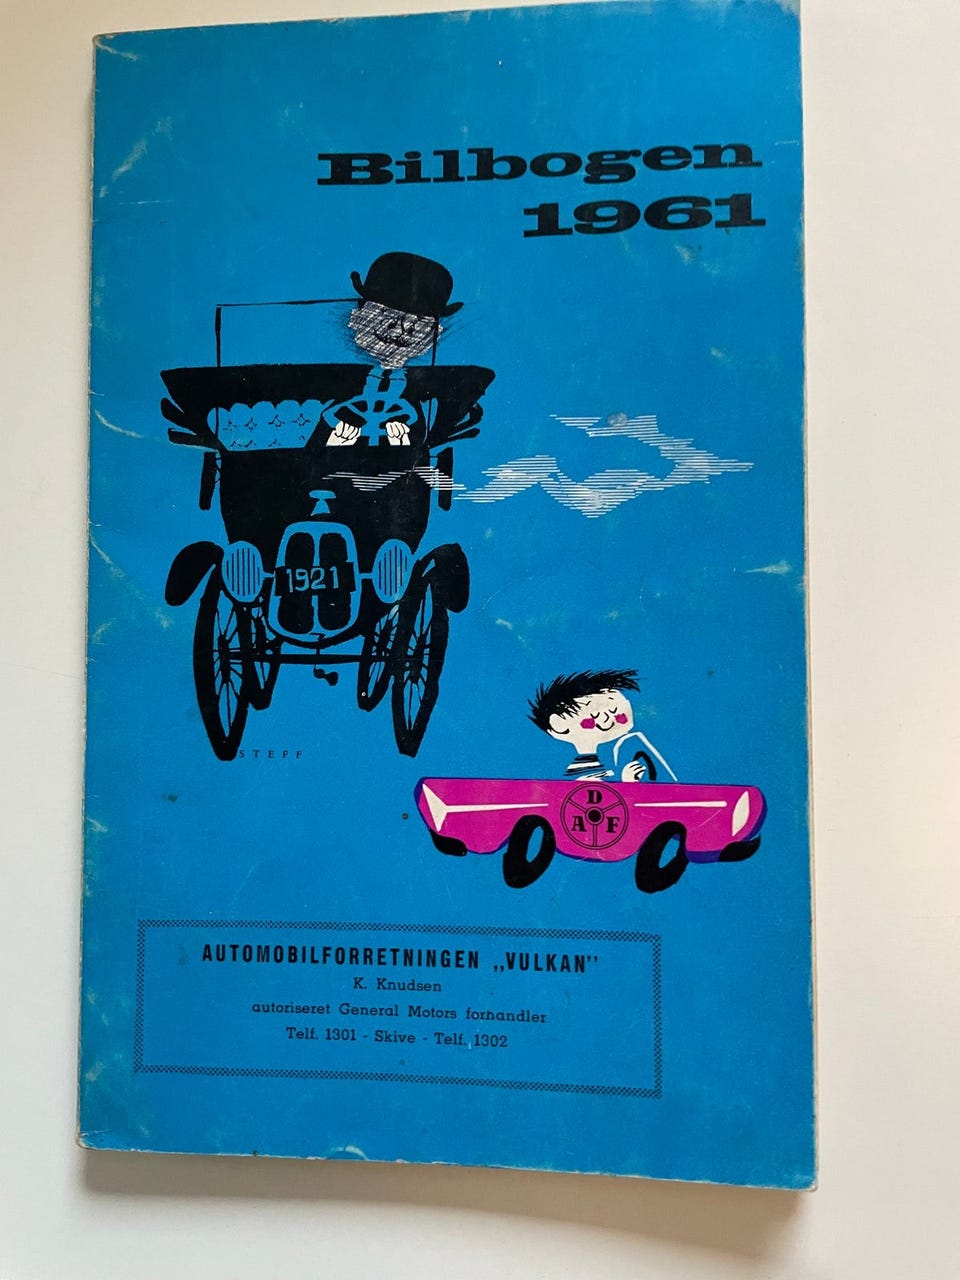 Bilbogen
1961
1921
STEFF
D
A F
AUTOMOBILFORRETNINGEN „VULKAN”
K. Knudsen
autoriseret General Motors forhandler
Telf. 1301 - Skive - Telf. 1302